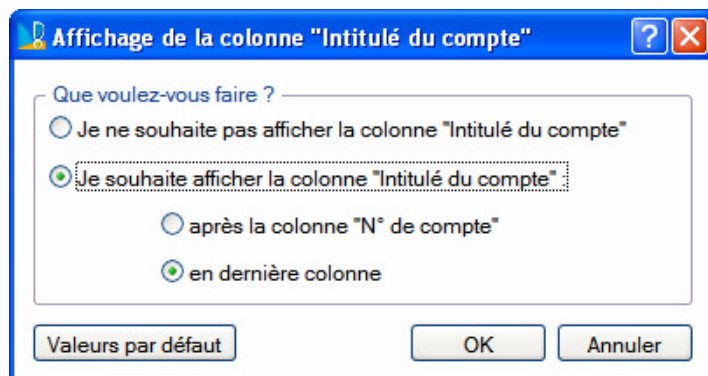 Affichage de la colonne "Intitulé du compte"
Que voulez-vous faire ?
Je ne souhaite pas afficher la colonne "Intitulé du compte"
Je souhaite afficher la colonne "Intitulé du compte" :
après la colonne "N° de compte"
en dernière colonne
Valeurs par défaut OK Annuler